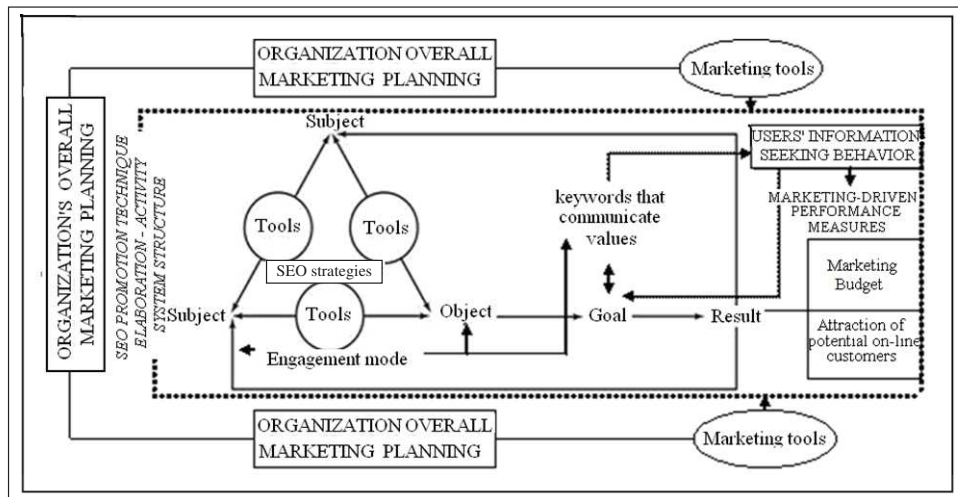 ORGANIZATION OVERALL
MARKETING PLANNING
Marketing tools
ORGANIZATION'S OVERALL
MARKETING PLANNING
SEO PROMOTION TECHNIQUE
ELABORATION - ACTIVITY
SYSTEM STRUCTURE
Subject
USERS' INFORMATION
SEEKING BEHAVIOR
keywords that
communicate
values
MARKETING-DRIVEN
PERFORMANCE
MEASURES
Tools
Tools
SEO strategies
Marketing
Budget
Subject
Tools
Object
Goal
Result
Attraction of
potential on-line
customers
Engagement mode
ORGANIZATION OVERALL
MARKETING PLANNING
Marketing tools